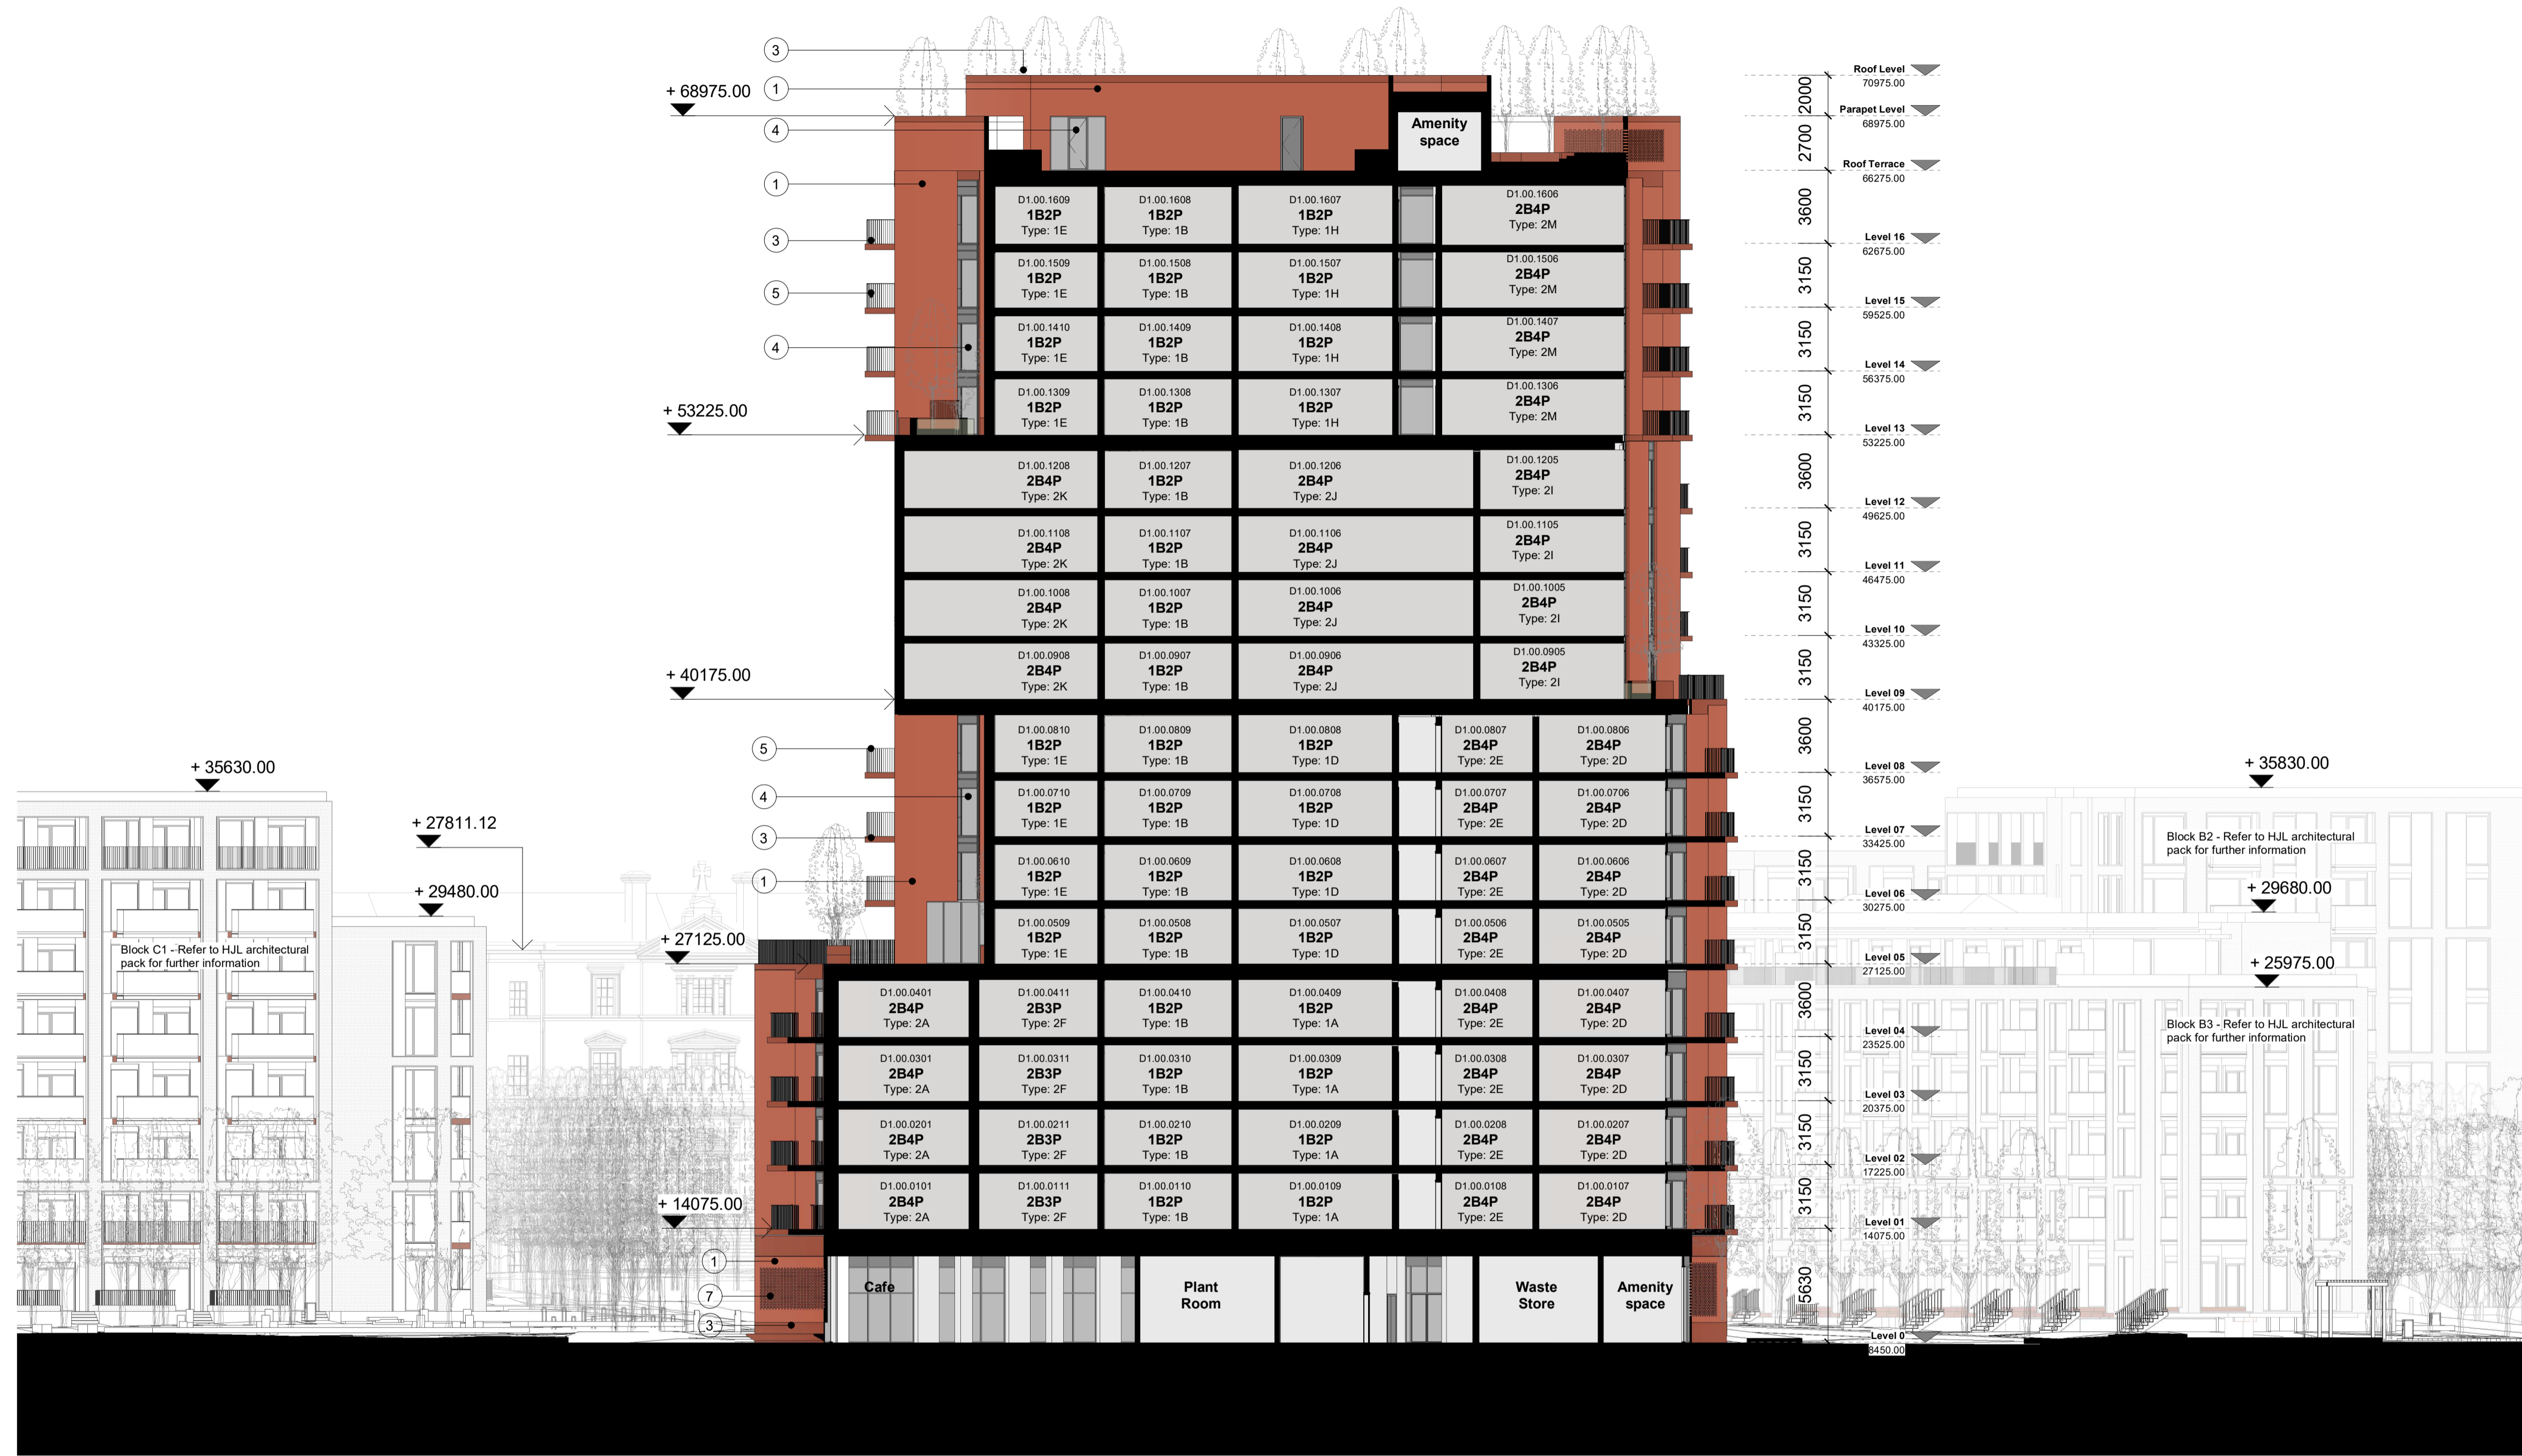 3
1
4
1
3
5
4
5
4
3
1
1
7
3
+ 68975.00
+ 53225.00
+ 40175.00
+ 27125.00
+ 14075.00
+ 35630.00
+ 27811.12
+ 29480.00
Block C1 - Refer to HJL architectural
pack for further information
Amenity
space
D1.00.1609
1B2P
Type: 1E
D1.00.1608
1B2P
Type: 1B
D1.00.1607
1B2P
Type: 1H
D1.00.1606
2B4P
Type: 2M
D1.00.1509
1B2P
Type: 1E
D1.00.1508
1B2P
Type: 1B
D1.00.1507
1B2P
Type: 1H
D1.00.1506
2B4P
Type: 2M
D1.00.1410
1B2P
Type: 1E
D1.00.1409
1B2P
Type: 1B
D1.00.1408
1B2P
Type: 1H
D1.00.1407
2B4P
Type: 2M
D1.00.1309
1B2P
Type: 1E
D1.00.1308
1B2P
Type: 1B
D1.00.1307
1B2P
Type: 1H
D1.00.1306
2B4P
Type: 2M
D1.00.1208
2B4P
Type: 2K
D1.00.1207
1B2P
Type: 1B
D1.00.1206
2B4P
Type: 2J
D1.00.1205
2B4P
Type: 2I
D1.00.1108
2B4P
Type: 2K
D1.00.1107
1B2P
Type: 1B
D1.00.1106
2B4P
Type: 2J
D1.00.1105
2B4P
Type: 2I
D1.00.1008
2B4P
Type: 2K
D1.00.1007
1B2P
Type: 1B
D1.00.1006
2B4P
Type: 2J
D1.00.1005
2B4P
Type: 2I
D1.00.0908
2B4P
Type: 2K
D1.00.0907
1B2P
Type: 1B
D1.00.0906
2B4P
Type: 2J
D1.00.0905
2B4P
Type: 2I
D1.00.0810
1B2P
Type: 1E
D1.00.0809
1B2P
Type: 1B
D1.00.0808
1B2P
Type: 1D
D1.00.0807
2B4P
Type: 2E
D1.00.0806
2B4P
Type: 2D
D1.00.0710
1B2P
Type: 1E
D1.00.0709
1B2P
Type: 1B
D1.00.0708
1B2P
Type: 1D
D1.00.0707
2B4P
Type: 2E
D1.00.0706
2B4P
Type: 2D
D1.00.0610
1B2P
Type: 1E
D1.00.0609
1B2P
Type: 1B
D1.00.0608
1B2P
Type: 1D
D1.00.0607
2B4P
Type: 2E
D1.00.0606
2B4P
Type: 2D
D1.00.0509
1B2P
Type: 1E
D1.00.0508
1B2P
Type: 1B
D1.00.0507
1B2P
Type: 1D
D1.00.0506
2B4P
Type: 2E
D1.00.0505
2B4P
Type: 2D
D1.00.0401
2B4P
Type: 2A
D1.00.0411
2B3P
Type: 2F
D1.00.0410
1B2P
Type: 1B
D1.00.0409
1B2P
Type: 1A
D1.00.0408
2B4P
Type: 2E
D1.00.0407
2B4P
Type: 2D
D1.00.0301
2B4P
Type: 2A
D1.00.0311
2B3P
Type: 2F
D1.00.0310
1B2P
Type: 1B
D1.00.0309
1B2P
Type: 1A
D1.00.0308
2B4P
Type: 2E
D1.00.0307
2B4P
Type: 2D
D1.00.0201
2B4P
Type: 2A
D1.00.0211
2B3P
Type: 2F
D1.00.0210
1B2P
Type: 1B
D1.00.0209
1B2P
Type: 1A
D1.00.0208
2B4P
Type: 2E
D1.00.0207
2B4P
Type: 2D
D1.00.0101
2B4P
Type: 2A
D1.00.0111
2B3P
Type: 2F
D1.00.0110
1B2P
Type: 1B
D1.00.0109
1B2P
Type: 1A
D1.00.0108
2B4P
Type: 2E
D1.00.0107
2B4P
Type: 2D
Cafe
Plant
Room
Waste
Store
Amenity
space
2000
2700
3600
3150
3150
3150
3600
3150
3150
3150
3600
3150
3150
3150
3600
3150
3150
3150
5630
Roof Level
70975.00
Parapet Level
68975.00
Roof Terrace
66275.00
Level 16
62675.00
Level 15
59525.00
Level 14
56375.00
Level 13
53225.00
Level 12
49625.00
Level 11
46475.00
Level 10
43325.00
Level 09
40175.00
Level 08
36575.00
Level 07
33425.00
Level 06
30275.00
Level 05
27125.00
Level 04
23525.00
Level 03
20375.00
Level 02
17225.00
Level 01
14075.00
Level 0
8450.00
+ 35830.00
Block B2 - Refer to HJL architectural
pack for further information
+ 29680.00
+ 25975.00
Block B3 - Refer to HJL architectural
pack for further information